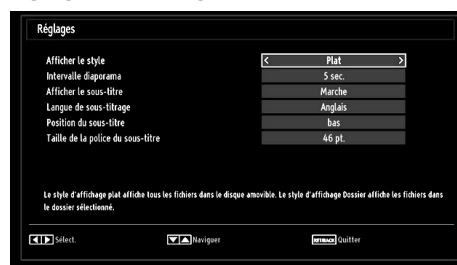 Réglages
Afficher le style < Plat >
Intervalle diaporama 5 sec.
Afficher le sous-titre Marche
Langue de sous-titrage Anglais
Position du sous-titre bas
Taille de la police du sous-titre 46 pt.
Le style d'affichage plat affiche tous les fichiers dans le disque amovible. Le style d'affichage Dossier affiche les fichiers dans
le dossier sélectionné.
Sélect. Naviguer Quitter